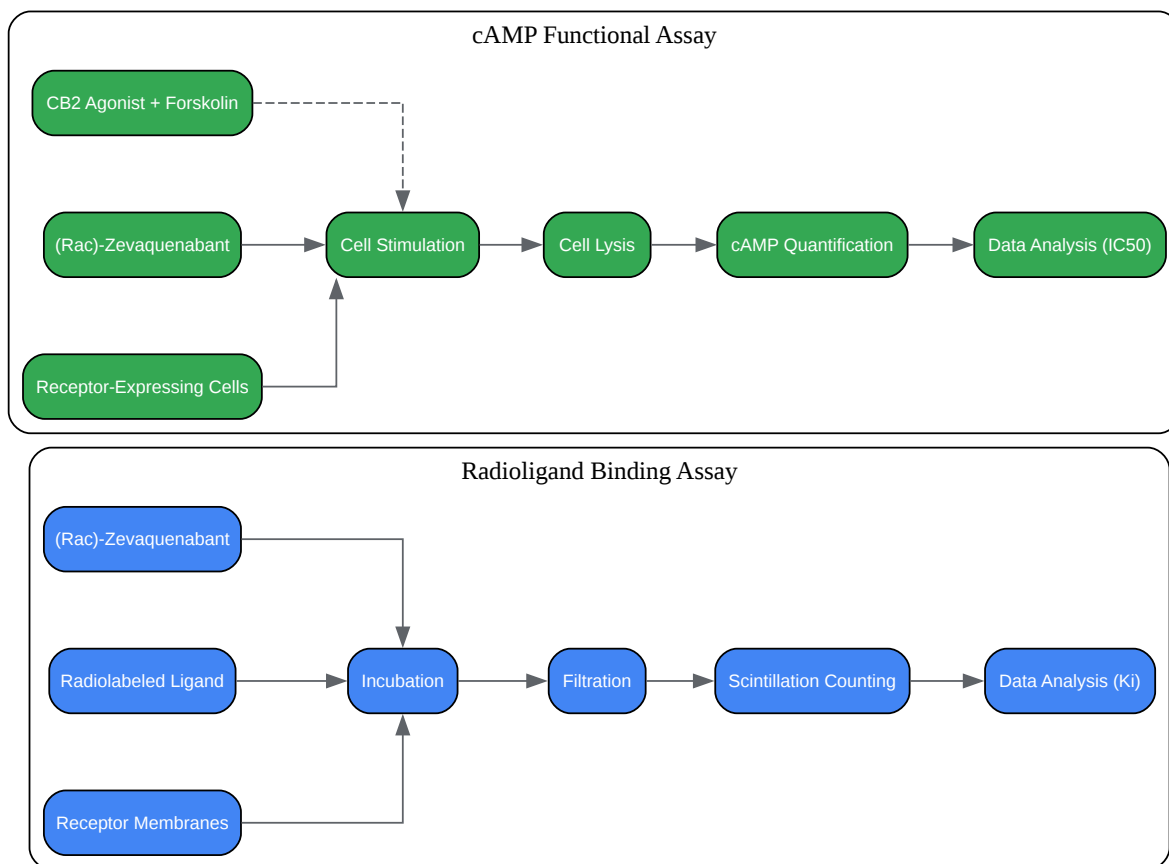 cAMP Functional Assay
CB2 Agonist + Forskolin
(Rac)-Zevaquenabant
Cell Stimulation
Cell Lysis
cAMP Quantification
Data Analysis (IC50)
Receptor-Expressing Cells
Radioligand Binding Assay
(Rac)-Zevaquenabant
Radiolabeled Ligand
Incubation
Filtration
Scintillation Counting
Data Analysis (Ki)
Receptor Membranes